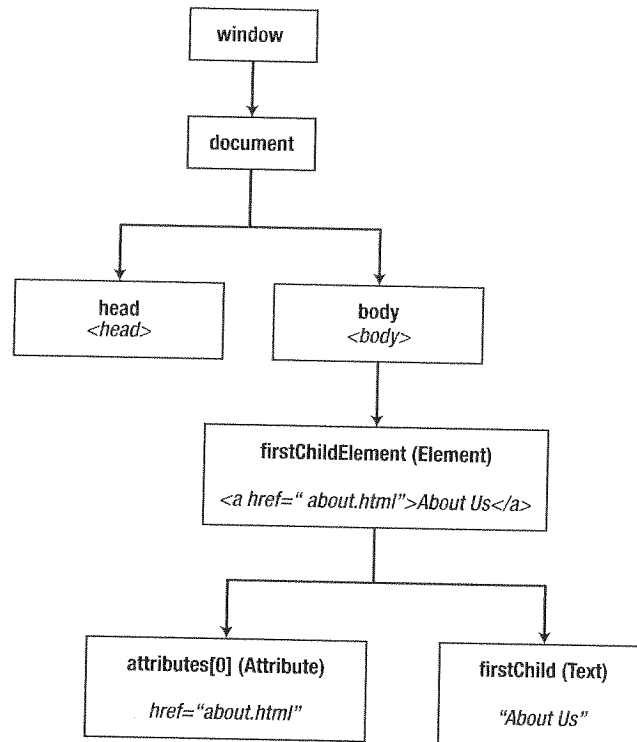 window
document
head
<head>
body
<body>
firstChildElement (Element)
<a href=“ about.html”>About Us</a>
attributes[0] (Attribute)
href=“about.html”
firstChild (Text)
“About Us”